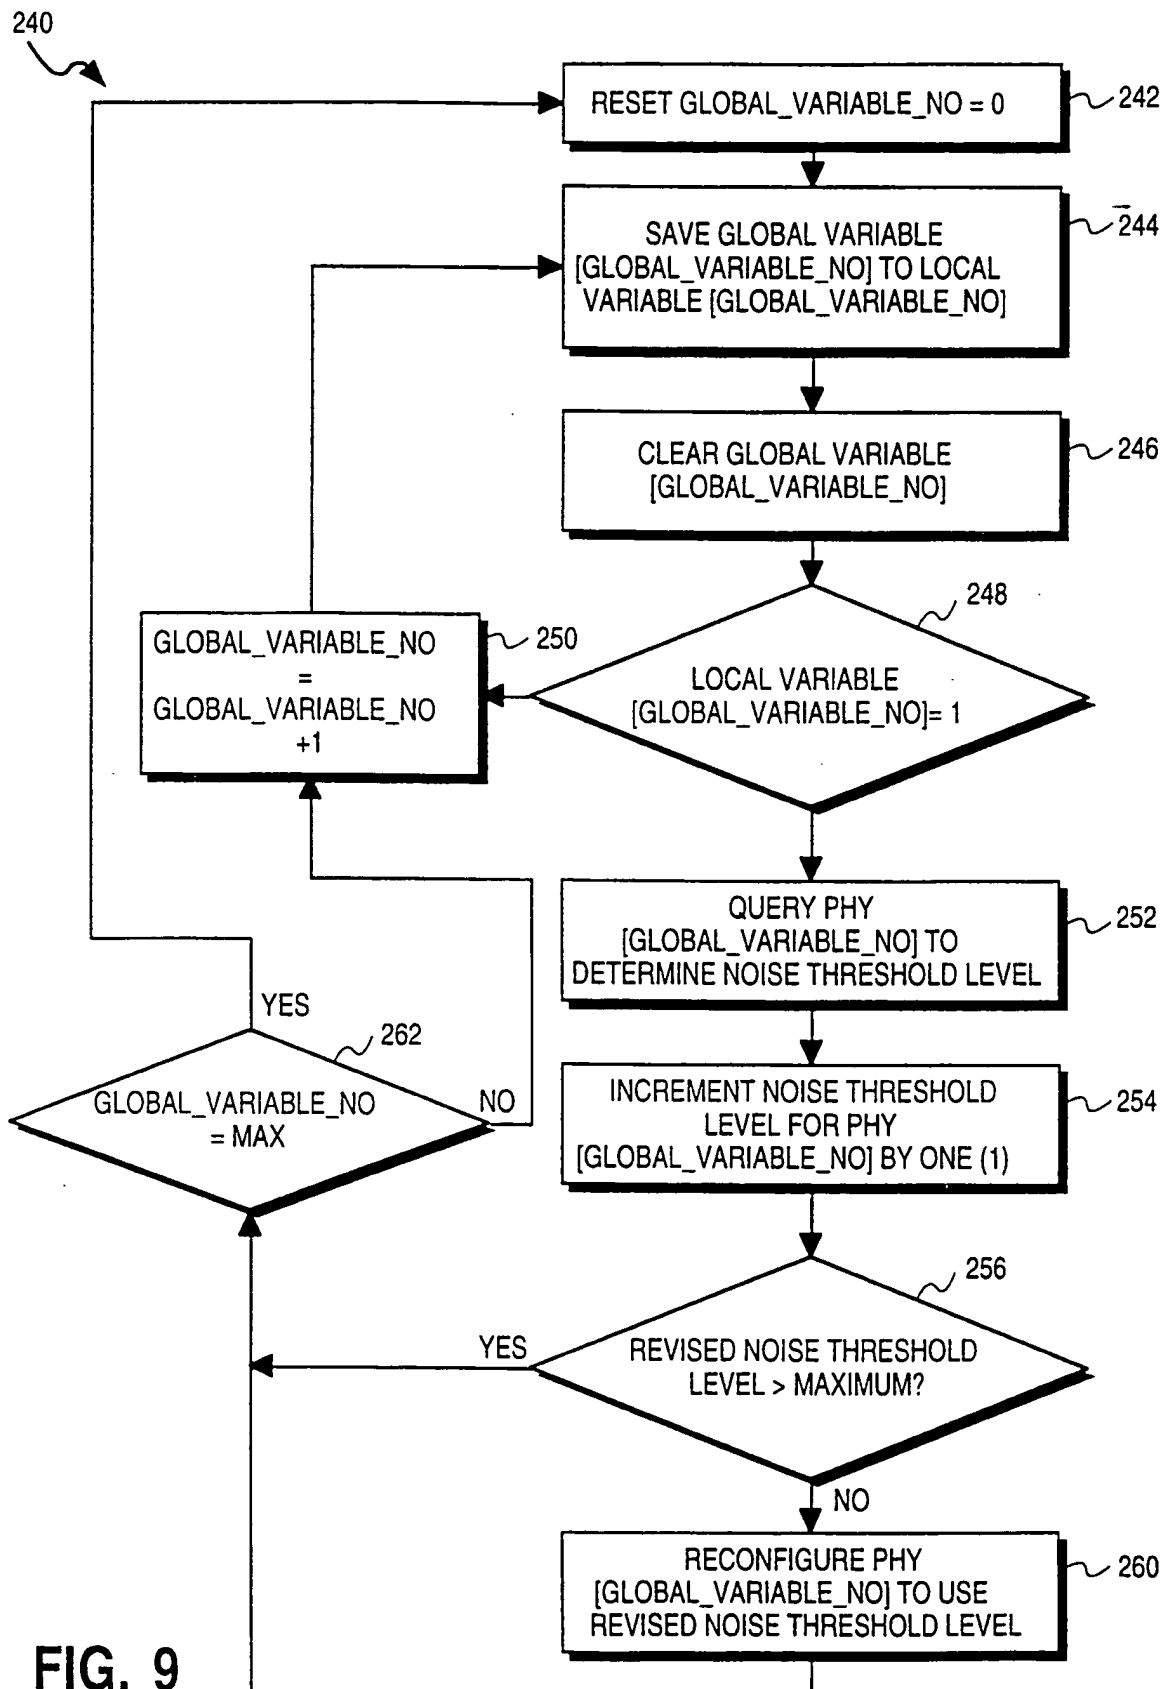 240
RESET GLOBAL_VARIABLE_NO = 0
242
SAVE GLOBAL VARIABLE
[GLOBAL_VARIABLE_NO] TO LOCAL
VARIABLE [GLOBAL_VARIABLE_NO]
244
CLEAR GLOBAL VARIABLE
[GLOBAL_VARIABLE_NO]
246
LOCAL VARIABLE
[GLOBAL_VARIABLE_NO]= 1
248
GLOBAL_VARIABLE_NO
=
GLOBAL_VARIABLE_NO
+1
250
QUERY PHY
[GLOBAL_VARIABLE_NO] TO
DETERMINE NOISE THRESHOLD LEVEL
252
INCREMENT NOISE THRESHOLD
LEVEL FOR PHY
[GLOBAL_VARIABLE_NO] BY ONE (1)
254
YES
262
GLOBAL_VARIABLE_NO
= MAX
NO
256
YES
REVISED NOISE THRESHOLD
LEVEL > MAXIMUM?
NO
RECONFIGURE PHY
[GLOBAL_VARIABLE_NO] TO USE
REVISED NOISE THRESHOLD LEVEL
260
FIG. 9